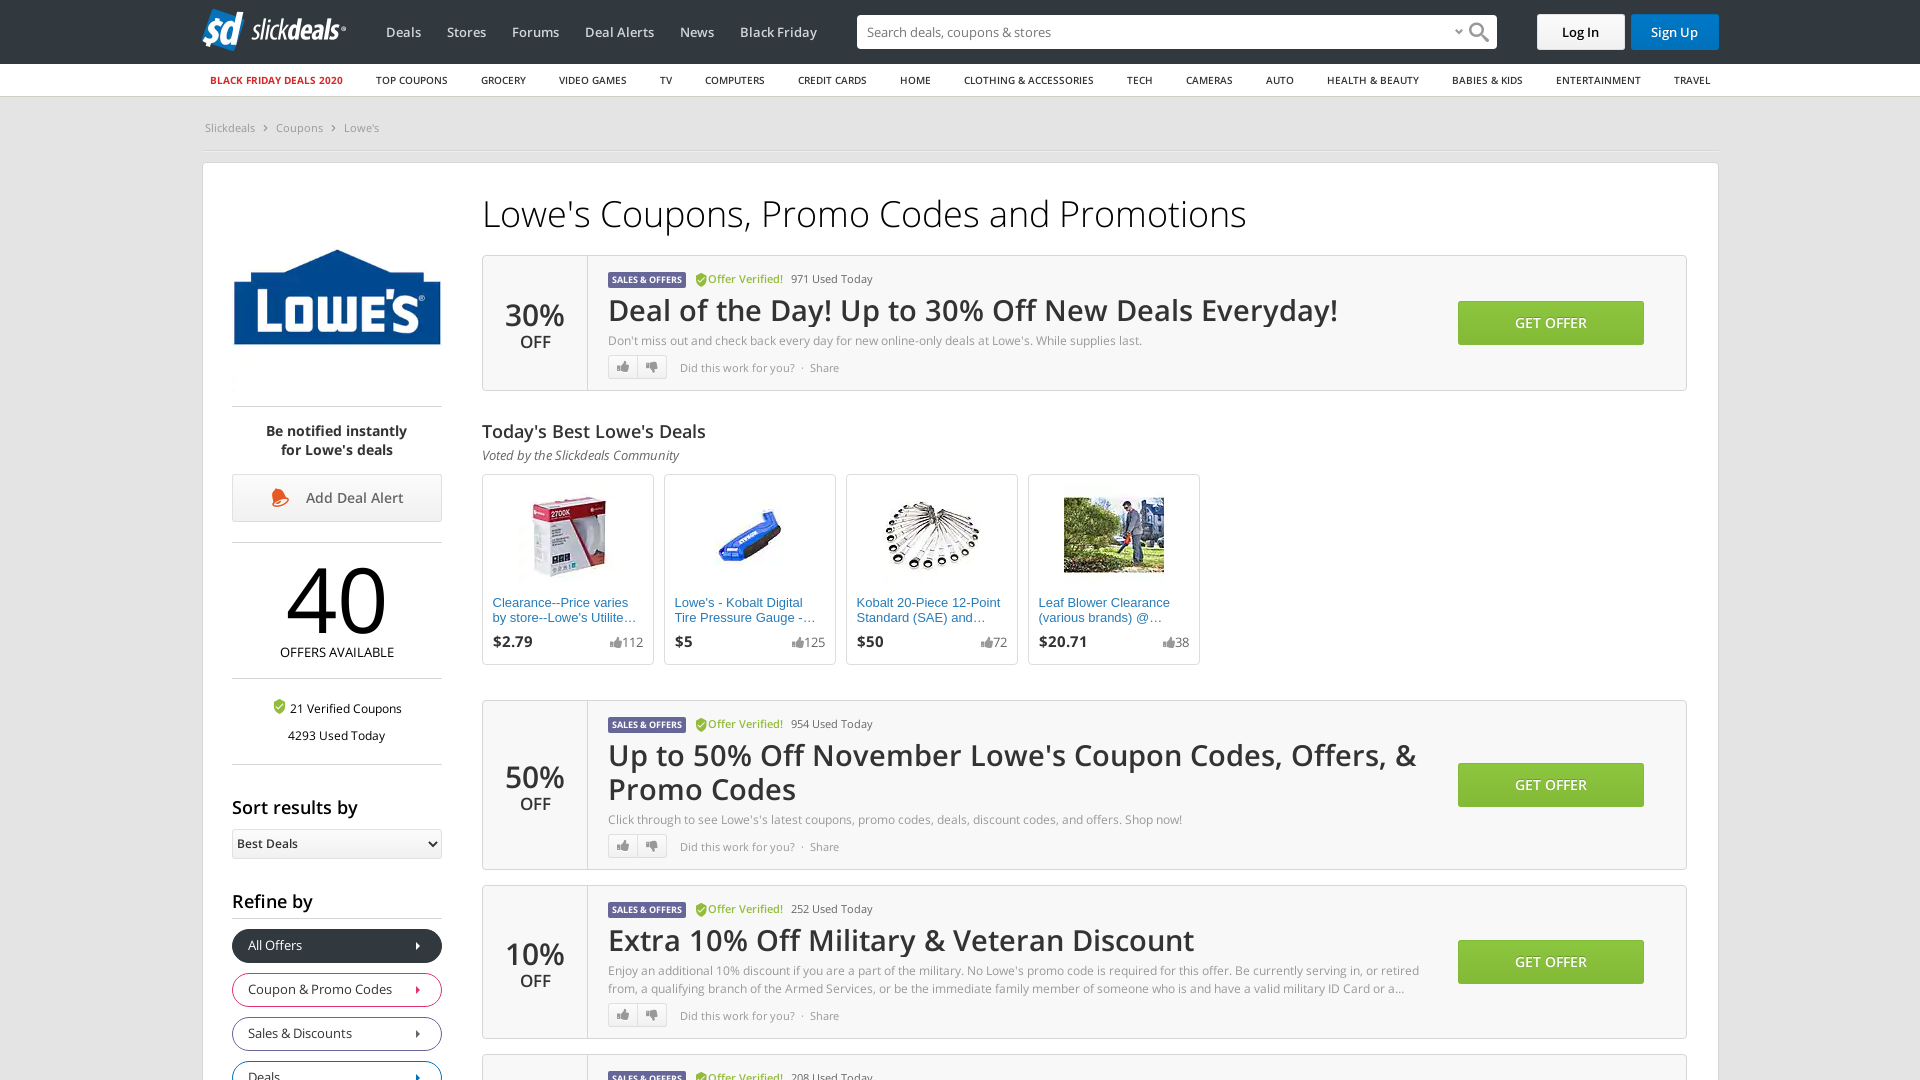 slickdeals
Deals Stores Forums Deal Alerts News Black Friday
Search deals, coupons & stores
Log In
Sign Up
BLACK FRIDAY DEALS 2020 TOP COUPONS GROCERY VIDEO GAMES TV COMPUTERS CREDIT CARDS HOME CLOTHING & ACCESSORIES TECH CAMERAS AUTO HEALTH & BEAUTY BABIES & KIDS ENTERTAINMENT TRAVEL
Slickdeals > Coupons > Lowe's
LOWE'S®
Be notified instantly
for Lowe's deals
Add Deal Alert
40
OFFERS AVAILABLE
21 Verified Coupons
4293 Used Today
Sort results by
Best Deals
Refine by
All Offers
Coupon & Promo Codes
Sales & Discounts
Deals
Lowe's Coupons, Promo Codes and Promotions
30%
OFF
SALES & OFFERS Offer Verified! 971 Used Today
Deal of the Day! Up to 30% Off New Deals Everyday!
Don't miss out and check back every day for new online-only deals at Lowe's. While supplies last.
Did this work for you? · Share
GET OFFER
Today's Best Lowe's Deals
Voted by the Slickdeals Community
2700K
Clearance--Price varies
by store--Lowe's Utilite…
$2.79 112
Lowe's - Kobalt Digital
Tire Pressure Gauge -…
$5 125
Kobalt 20-Piece 12-Point
Standard (SAE) and…
$50 72
Leaf Blower Clearance
(various brands) @…
$20.71 38
50%
OFF
SALES & OFFERS Offer Verified! 954 Used Today
Up to 50% Off November Lowe's Coupon Codes, Offers, &
Promo Codes
Click through to see Lowe's's latest coupons, promo codes, deals, discount codes, and offers. Shop now!
Did this work for you? · Share
GET OFFER
10%
OFF
SALES & OFFERS Offer Verified! 252 Used Today
Extra 10% Off Military & Veteran Discount
Enjoy an additional 10% discount if you are a part of the military. No Lowe's promo code is required for this offer. Be currently serving in, or retired
from, a qualifying branch of the Armed Services, or be the immediate family member of someone who is and have a valid military ID Card or a…
Did this work for you? · Share
GET OFFER
SALES & OFFERS Offer Verified! 208 Used Today